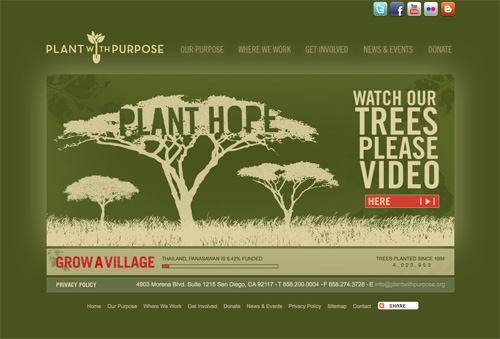 PLANT WITH PURPOSE
OUR PURPOSE WHERE WE WORK GET INVOLVED NEWS & EVENTS DONATE
PLANT HOPE
WATCH OUR
TREES
PLEASE
VIDEO
HERE
GROW A VILLAGE
THAILAND, PANASAWAN IS 6.42% FUNDED
TREES PLANTED SINCE 1984
4,023,953
PRIVACY POLICY
4903 Morena Blvd. Suite 1215 San Diego, CA 92117 - T 858.200.0004 - F 858.274.3728 - E info@plantwithpurpose.org
Home Our Purpose Where We Work Get Involved Donate News & Events Privacy Policy Sitemap Contact SHARE